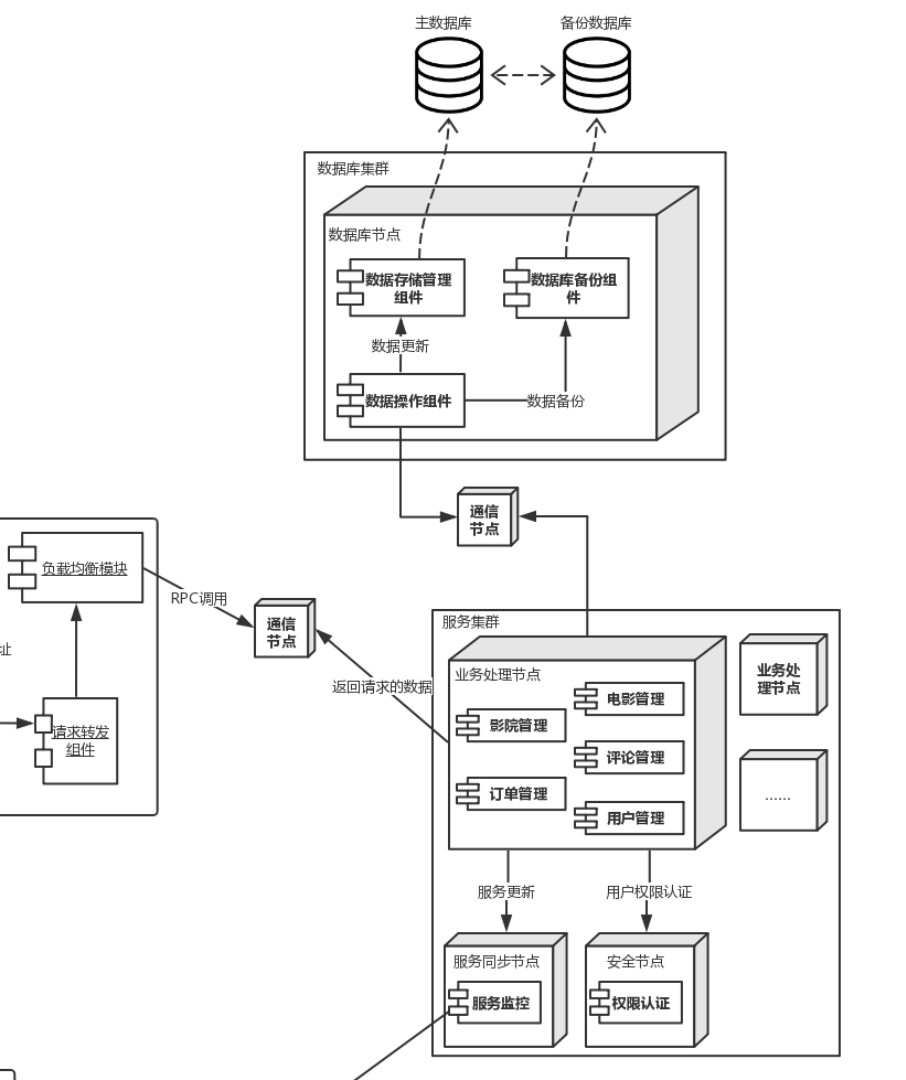 主数据库
备份数据库
数据库集群
数据库节点
数据存储管理
组件
数据库备份组
件
数据更新
数据操作组件
数据备份
通信
节点
负载均衡模块
RPC调用
通信
节点
址
请求转发
组件
返回请求的数据
服务集群
业务处理节点
电影管理
影院管理
评论管理
订单管理
用户管理
业务处
理节点
……
服务更新
用户权限认证
服务同步节点
服务监控
安全节点
权限认证